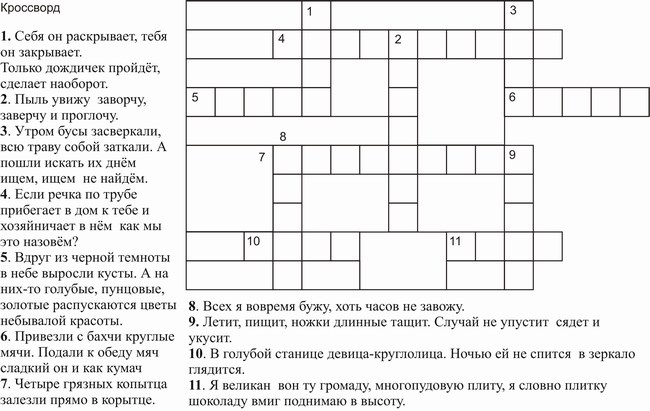 Кроссворд
1. Себя он раскрывает, тебя
он закрывает.
Только дождичек пройдёт,
сделает наоборот.
2. Пыль увижу заворчу,
заверчу и проглочу.
3. Утром бусы засверкали,
всю траву собой заткали. А
пошли искать их днём
ищем, ищем не найдём.
4. Если речка по трубе
прибегает в дом к тебе и
хозяйничает в нём как мы
это назовём?
5. Вдруг из черной темноты
в небе выросли кусты. А на
них-то голубые, пунцовые,
золотые распускаются цветы
небывалой красоты.
6. Привезли с бахчи круглые
мячи. Подали к обеду мяч
сладкий он и как кумач
7. Четыре грязных копытца
залезли прямо в корытце.
1 3
4 2
5 6
8
7 9
10 11
8. Всех я вовремя бужу, хоть часов не завожу.
9. Летит, пищит, ножки длинные тащит. Случай не упустит сядет и
укусит.
10. В голубой станице девица-круглолица. Ночью ей не спится в зеркало
глядится.
11. Я великан вон ту громаду, многопудовую плиту, я словно плитку
шоколаду вмиг поднимаю в высоту.